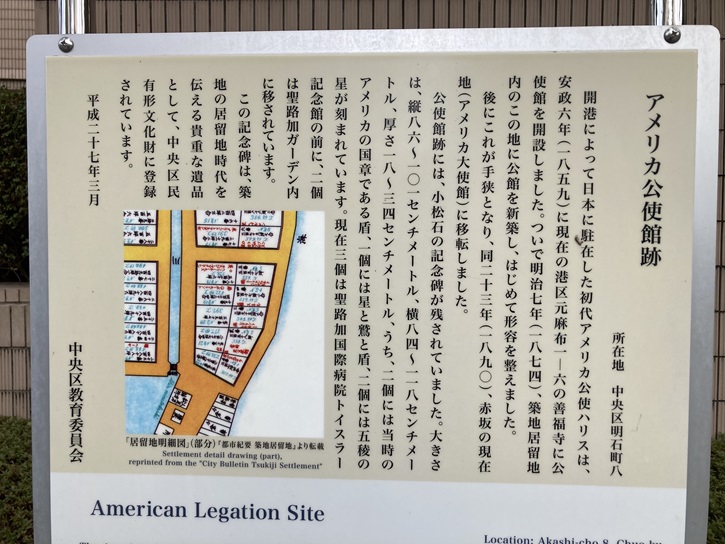 アメリカ公使館跡
所在地　中央区明石町八
開港によって日本に駐在した初代アメリカ公使ハリスは、
安政六年（一八五九）に現在の港区元麻布一―六の善福寺に公
使館を開設しました。ついで明治七年（一八七四）、築地居留地
内のこの地に公館を新築し、はじめて形容を整えました。
後にこれが手狭となり、同二十三年（一八九〇）、赤坂の現在
地（アメリカ大使館）に移転しました。
公使館跡には、小松石の記念碑が残されていました。大きさ
は、縦八六～一〇一センチメートル、横八四～一一八センチメー
トル、厚さ一八～三四センチメートル、うち、二個には当時の
アメリカの国章である盾、一個には星と鷲と盾、二個には五稜の
星が刻まれています。現在三個は聖路加国際病院トイスラー
記念館の前に、二個
は聖路加ガーデン内
に移されています。
この記念碑は、築
地の居留地時代を
伝える貴重な遺品
として、中央区民
有形文化財に登録
されています。
平成二十七年三月
中央区教育委員会
「居留地明細図」（部分）『都市紀要 築地居留地』より転載
Settlement detail drawing (part),
reprinted from the "City Bulletin Tsukiji Settlement"
American Legation Site
Location: Akashi-cho 8, Chuo-ku